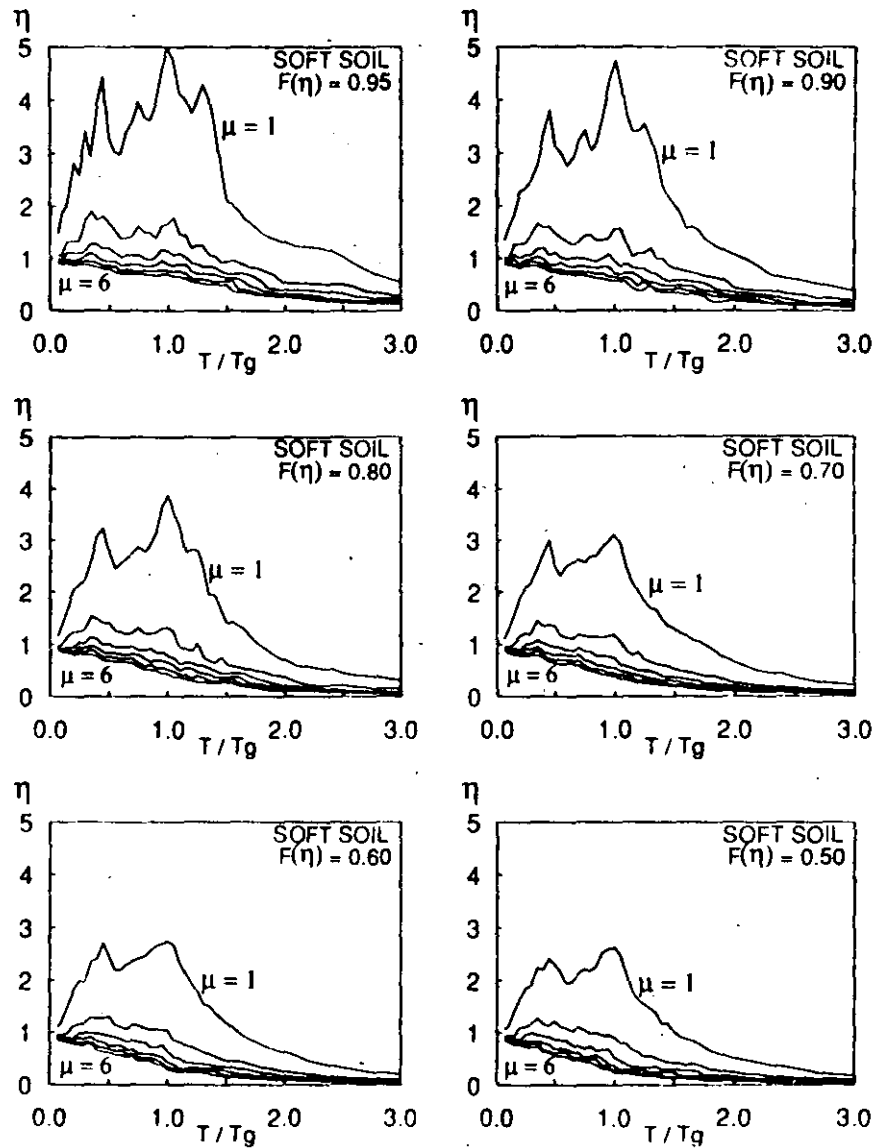 η
5
4
3
2
1
0
SOFT SOIL
F(η) = 0.95
μ = 1
μ = 6
0.0 1.0 2.0 3.0
T / Tg
η
5
4
3
2
1
0
SOFT SOIL
F(η) = 0.90
μ = 1
μ = 6
0.0 1.0 2.0 3.0
T / Tg
η
5
4
3
2
1
0
SOFT SOIL
F(η) = 0.80
μ = 1
μ = 6
0.0 1.0 2.0 3.0
T / Tg
η
5
4
3
2
1
0
SOFT SOIL
F(η) = 0.70
μ = 1
μ = 6
0.0 1.0 2.0 3.0
T / Tg
η
5
4
3
2
1
0
SOFT SOIL
F(η) = 0.60
μ = 1
μ = 6
0.0 1.0 2.0 3.0
T / Tg
η
5
4
3
2
1
0
SOFT SOIL
F(η) = 0.50
μ = 1
μ = 6
0.0 1.0 2.0 3.0
T / Tg